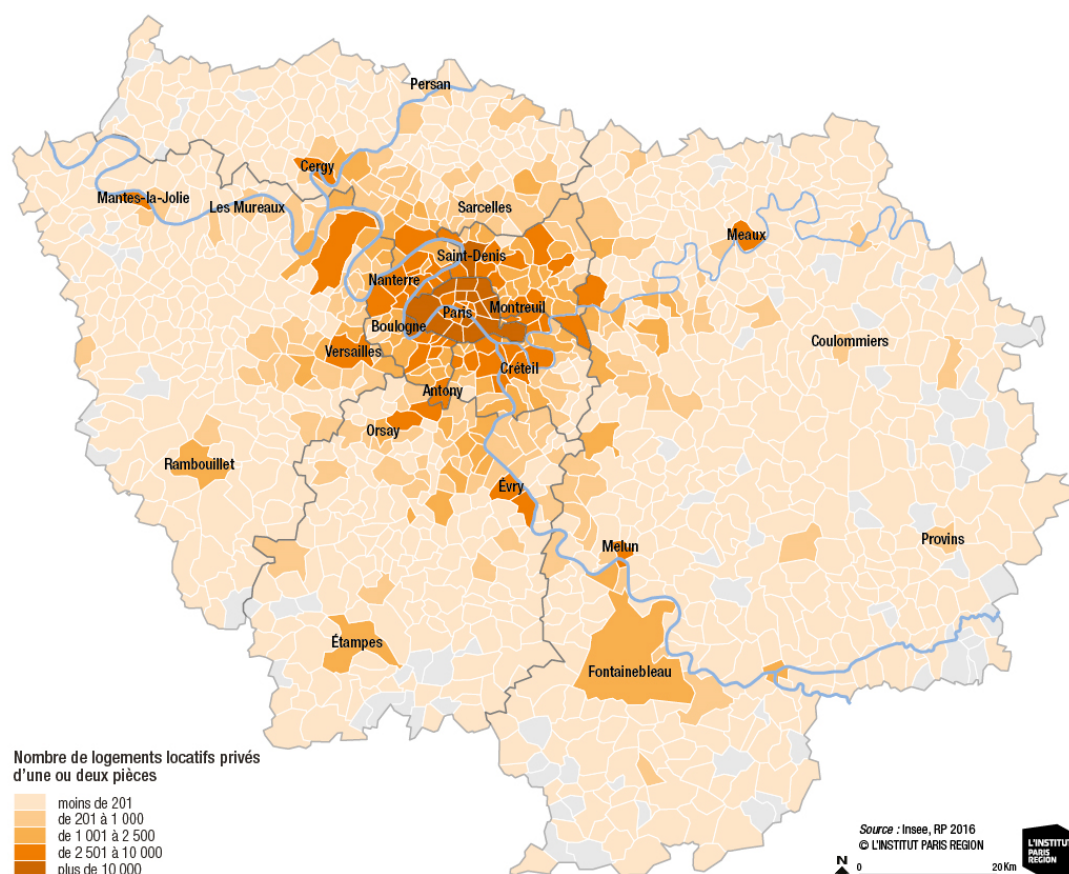 Persan
Cergy
Mantes-la-Jolie
Les Mureaux
Sarcelles
Meaux
Saint-Denis
Nanterre
Montreuil
Paris
Boulogne
Coulommiers
Versailles
Créteil
Antony
Orsay
Rambouillet
Évry
Provins
Melun
Étampes
Fontainebleau
Nombre de logements locatifs privés
d'une ou deux pièces
moins de 201
de 201 à 1 000
de 1 001 à 2 500
de 2 501 à 10 000
plus de 10 000
Source : Insee, RP 2016
© L'INSTITUT PARIS REGION
N
0 20 Km
L'INSTITUT
PARIS
REGION